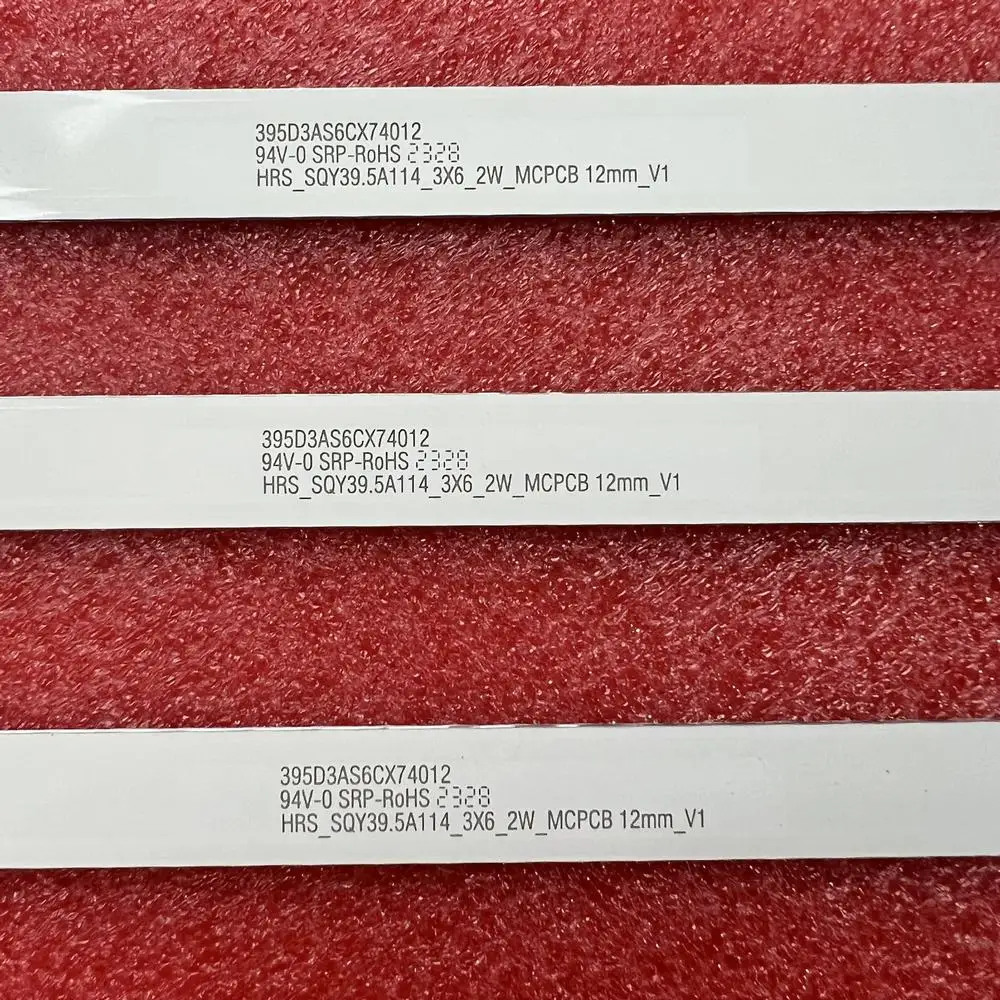 395D3AS6CX74012
94V-0 SRP-RoHS 2328
HRS_SQY39.5A114_3X6_2W_MCPCB 12mm_V1
395D3AS6CX74012
94V-0 SRP-RoHS 2328
HRS_SQY39.5A114_3X6_2W_MCPCB 12mm_V1
395D3AS6CX74012
94V-0 SRP-RoHS 2328
HRS_SQY39.5A114_3X6_2W_MCPCB 12mm_V1